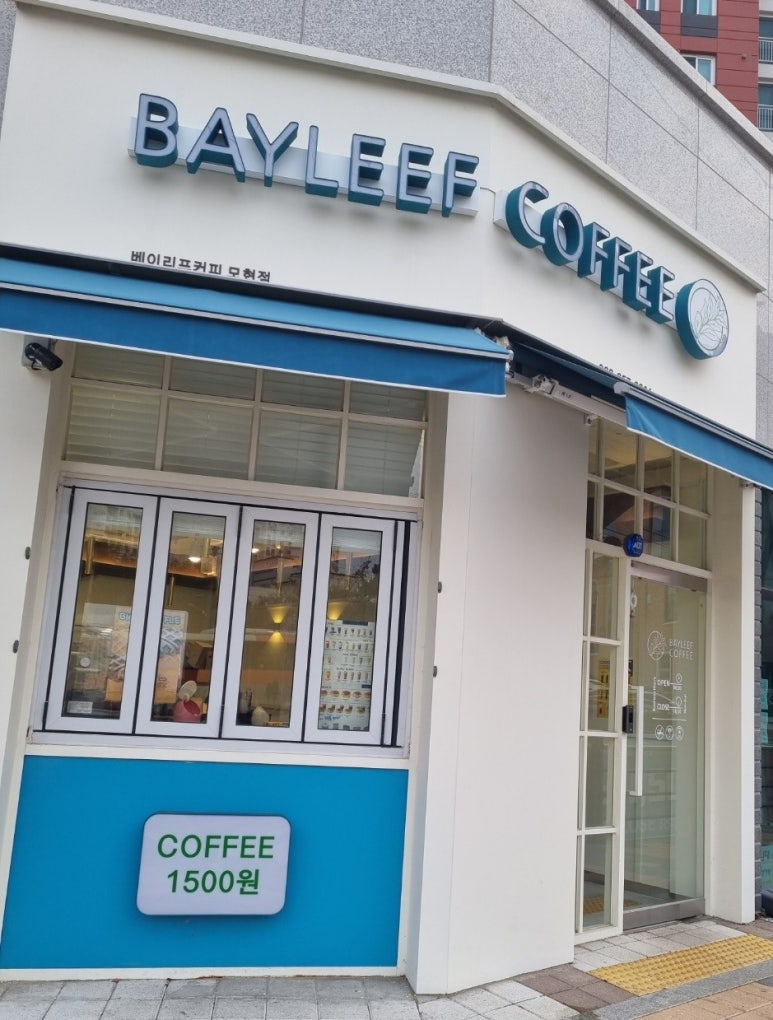 BAYLEEF COFFEE
베이리프커피 모현점
COFFEE
1500원
BAYLEEF
COFFEE
OPEN
CLOSE